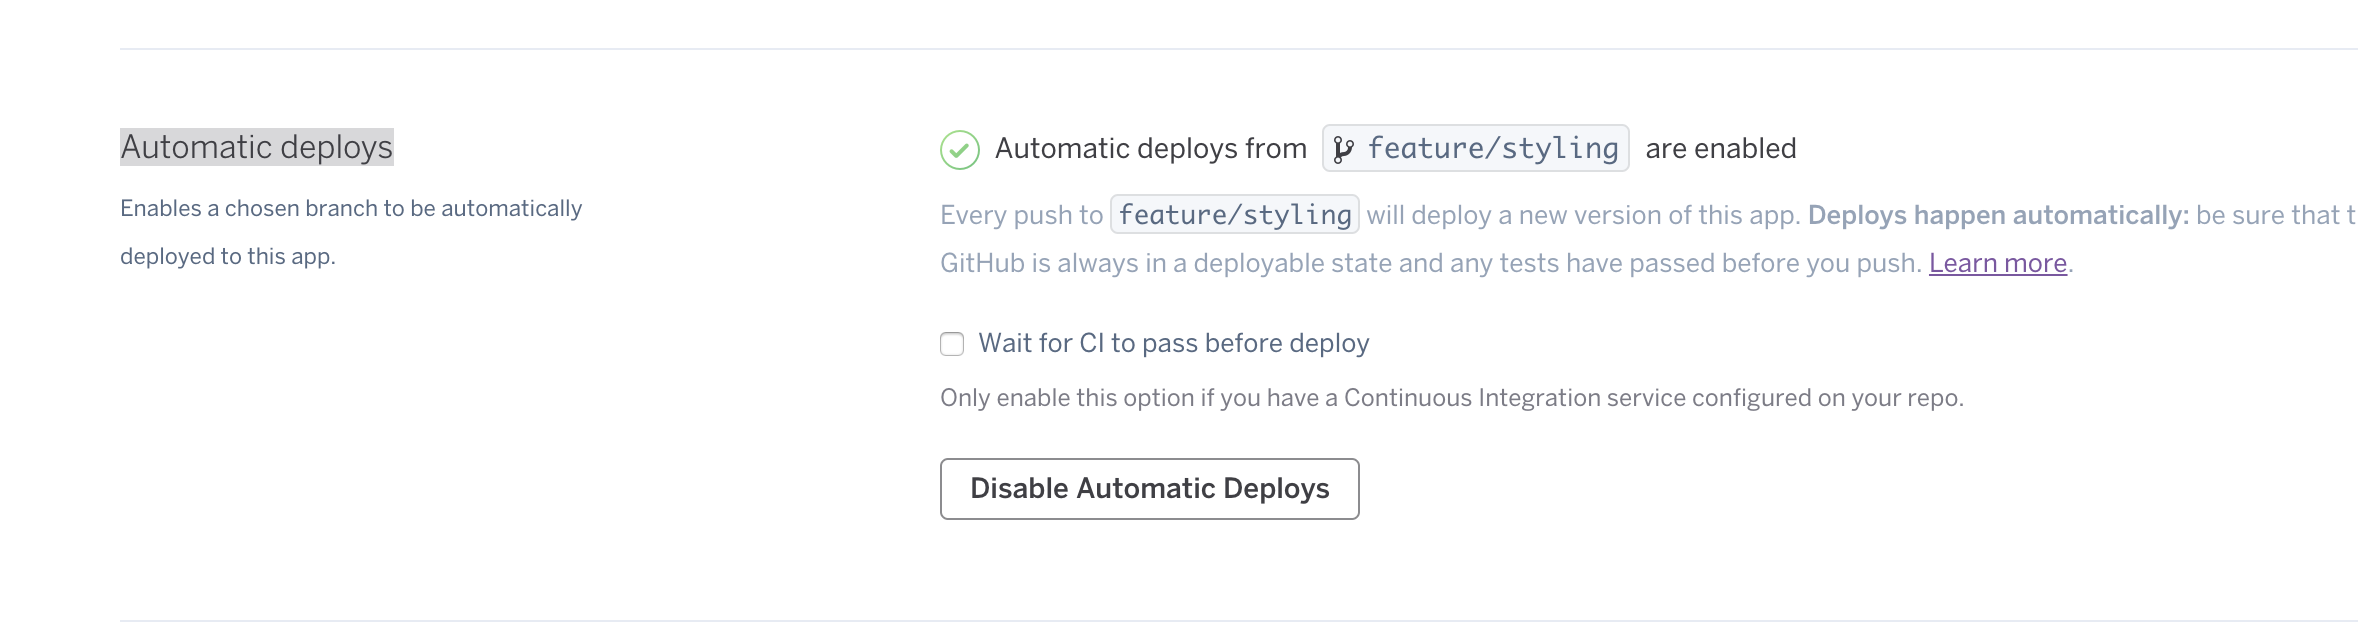 Automatic deploys
Enables a chosen branch to be automatically
deployed to this app.
Automatic deploys from feature/styling are enabled
Every push to feature/styling will deploy a new version of this app. Deploys happen automatically: be sure that t
GitHub is always in a deployable state and any tests have passed before you push. Learn more.
Wait for CI to pass before deploy
Only enable this option if you have a Continuous Integration service configured on your repo.
Disable Automatic Deploys